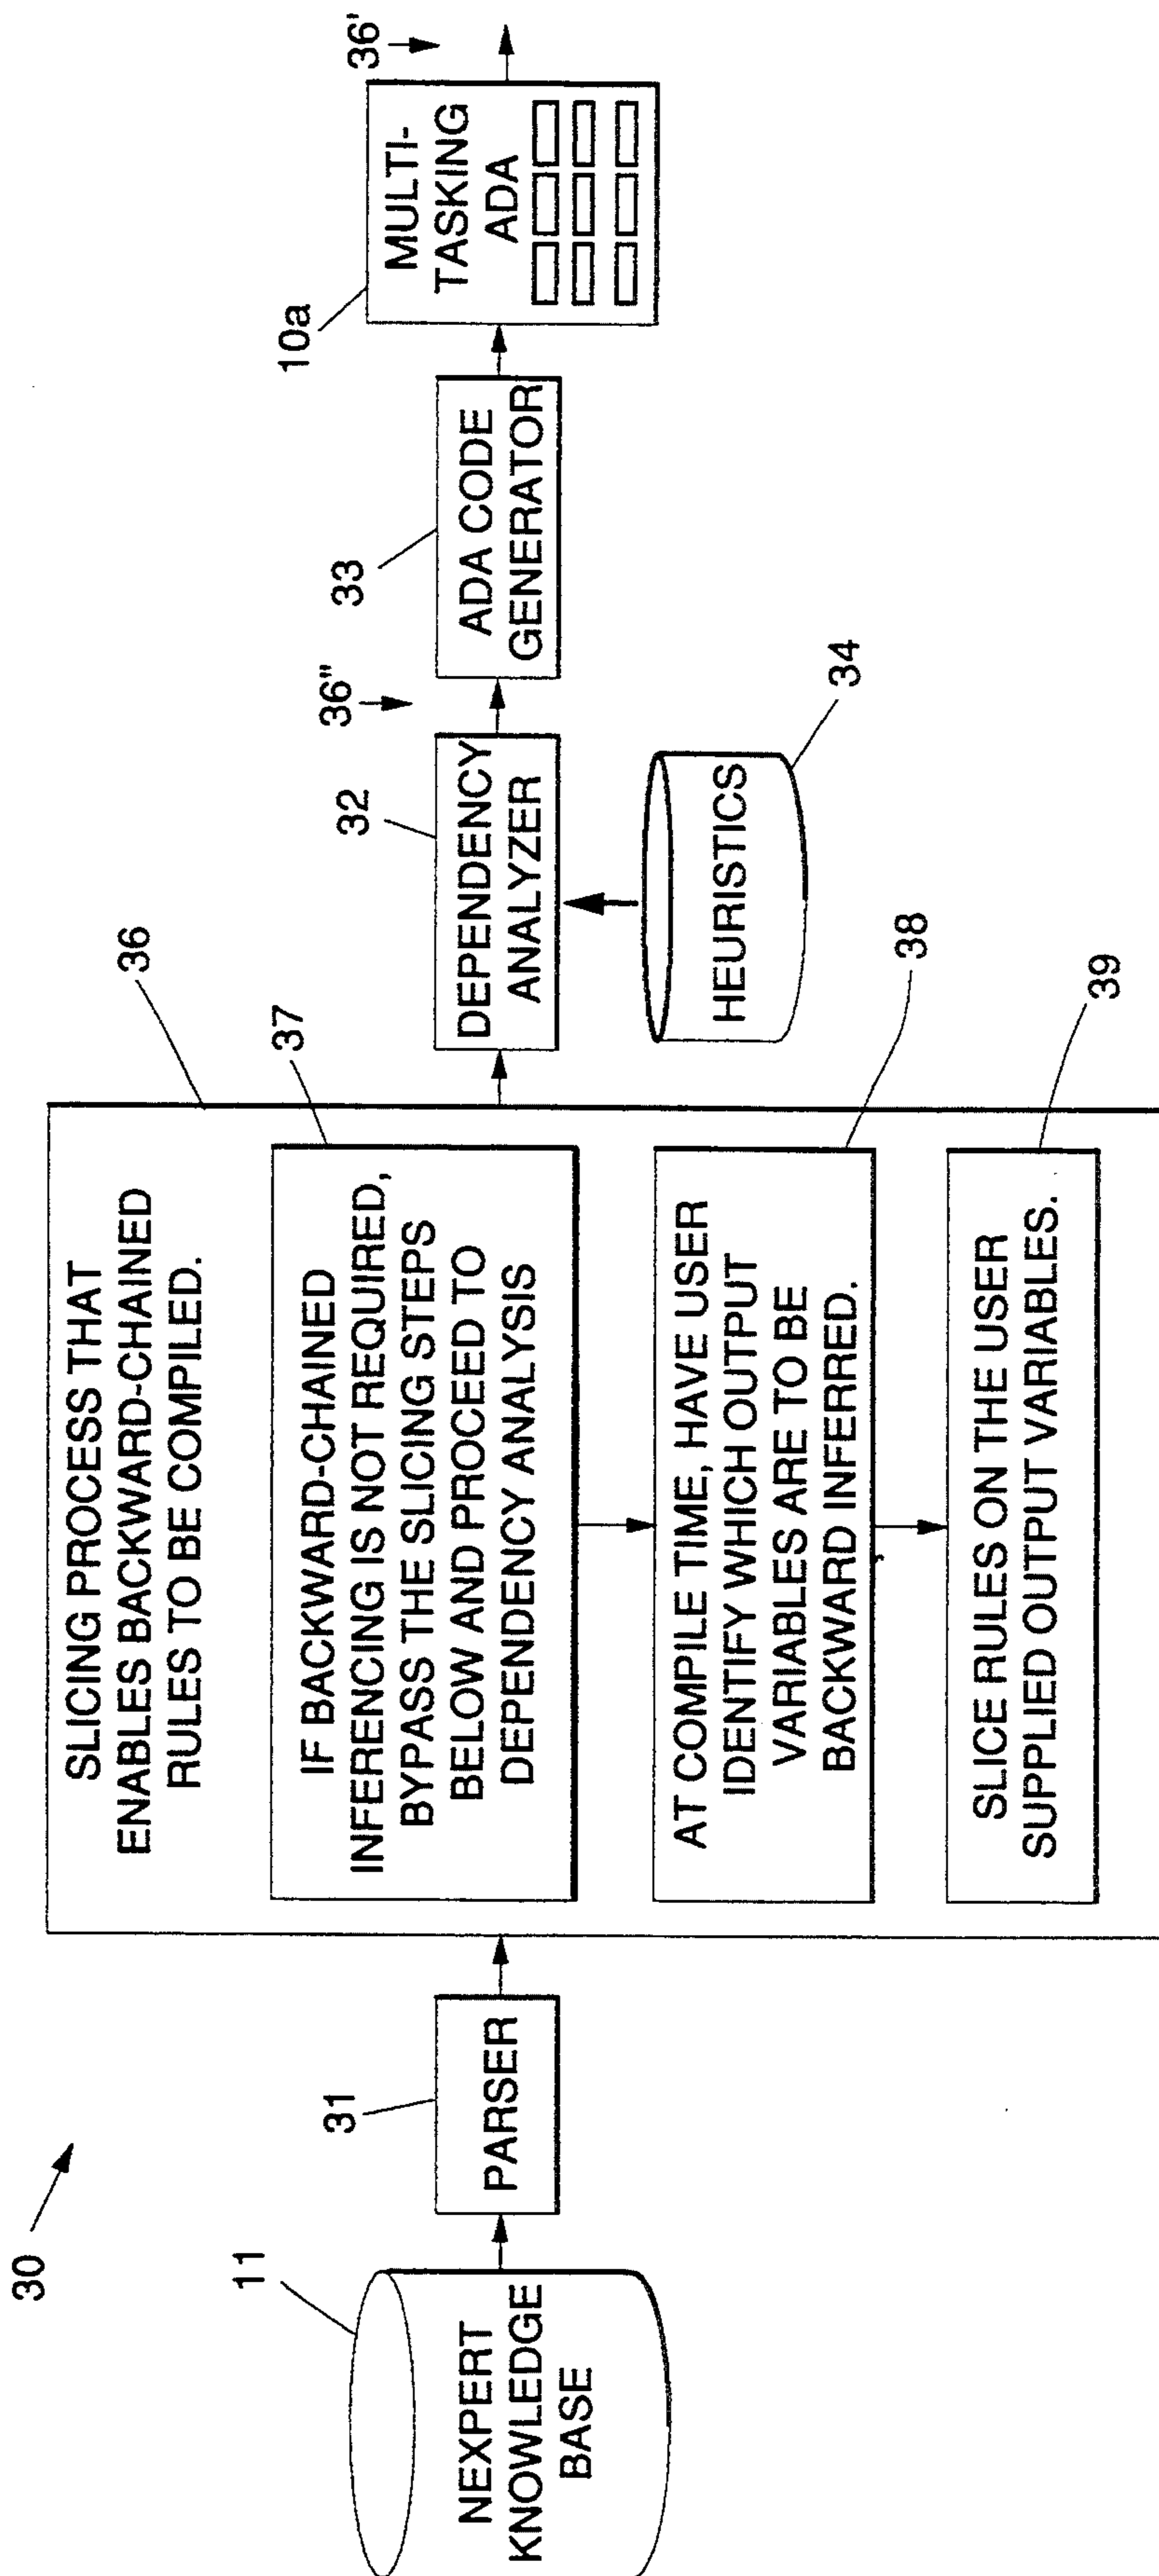 30
11
NEXPERT
KNOWLEDGE
BASE
31
PARSER
36
SLICING PROCESS THAT
ENABLES BACKWARD-CHAINED
RULES TO BE COMPILED.
37
IF BACKWARD-CHAINED
INFERENCING IS NOT REQUIRED,
BYPASS THE SLICING STEPS
BELOW AND PROCEED TO
DEPENDENCY ANALYSIS
38
AT COMPILE TIME, HAVE USER
IDENTIFY WHICH OUTPUT
VARIABLES ARE TO BE
BACKWARD INFERRED.
39
SLICE RULES ON THE USER
SUPPLIED OUTPUT VARIABLES.
32
DEPENDENCY
ANALYZER
34
HEURISTICS
36"
33
ADA CODE
GENERATOR
10a
MULTI-
TASKING
ADA
36'